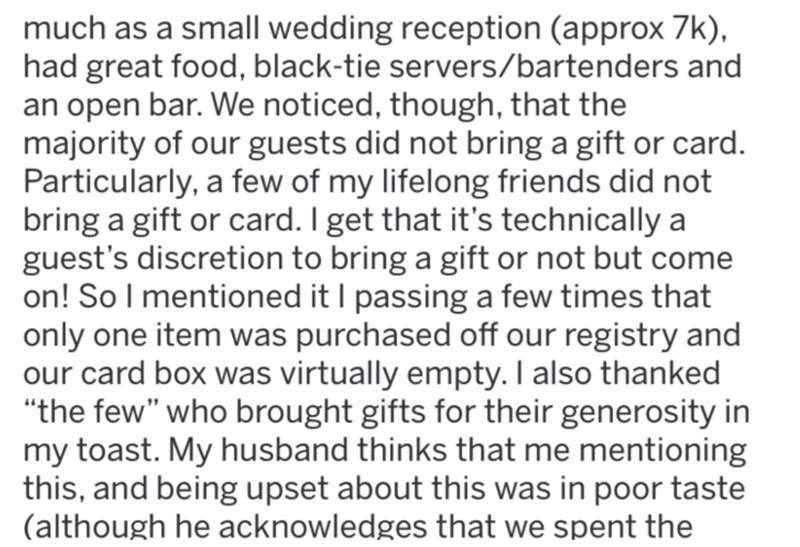 much as a small wedding reception (approx 7k),
had great food, black-tie servers/bartenders and
an open bar. We noticed, though, that the
majority of our guests did not bring a gift or card.
Particularly, a few of my lifelong friends did not
bring a gift or card. I get that it’s technically a
guest’s discretion to bring a gift or not but come
on! So I mentioned it I passing a few times that
only one item was purchased off our registry and
our card box was virtually empty. I also thanked
“the few” who brought gifts for their generosity in
my toast. My husband thinks that me mentioning
this, and being upset about this was in poor taste
(although he acknowledges that we spent the